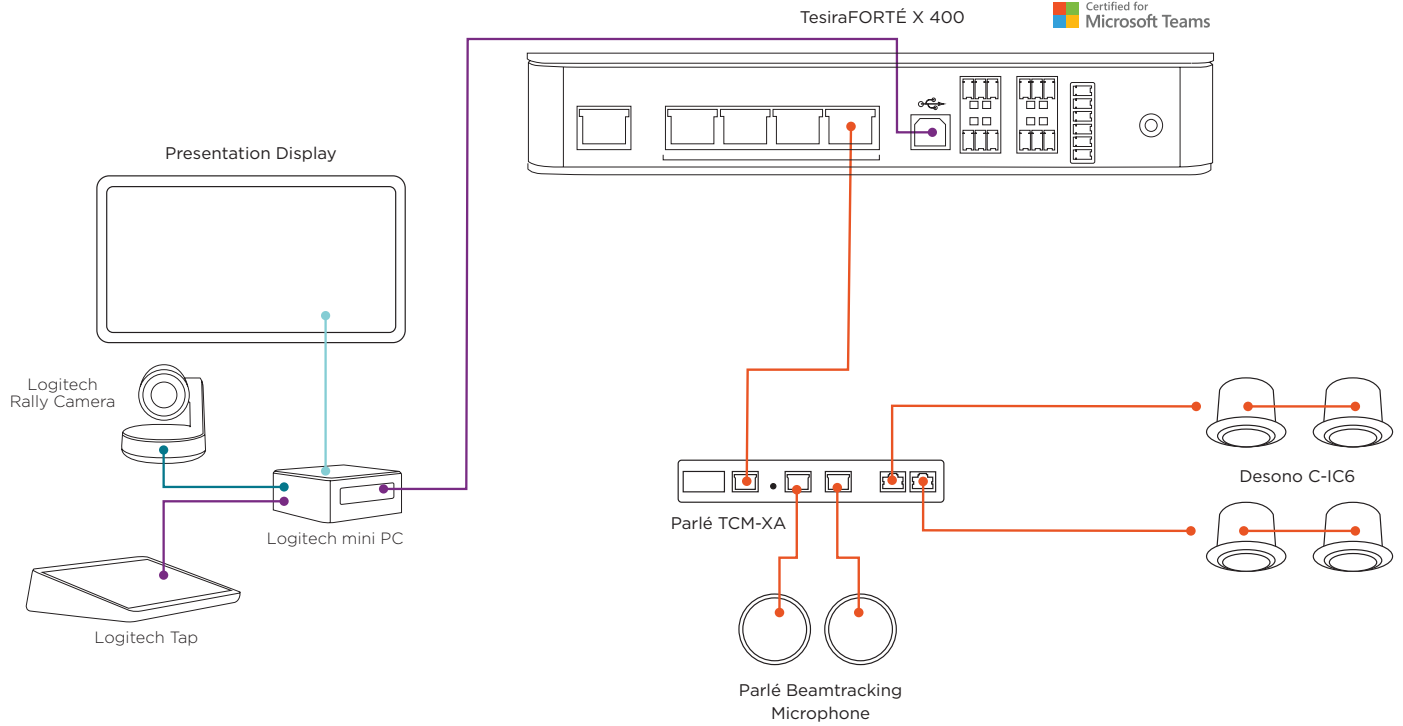 TesiraFORTÉ X 400
Certified for
Microsoft Teams
Presentation Display
Logitech
Rally Camera
Logitech mini PC
Logitech Tap
Parlé TCM-XA
Desono C-IC6
Parlé Beamtracking
Microphone